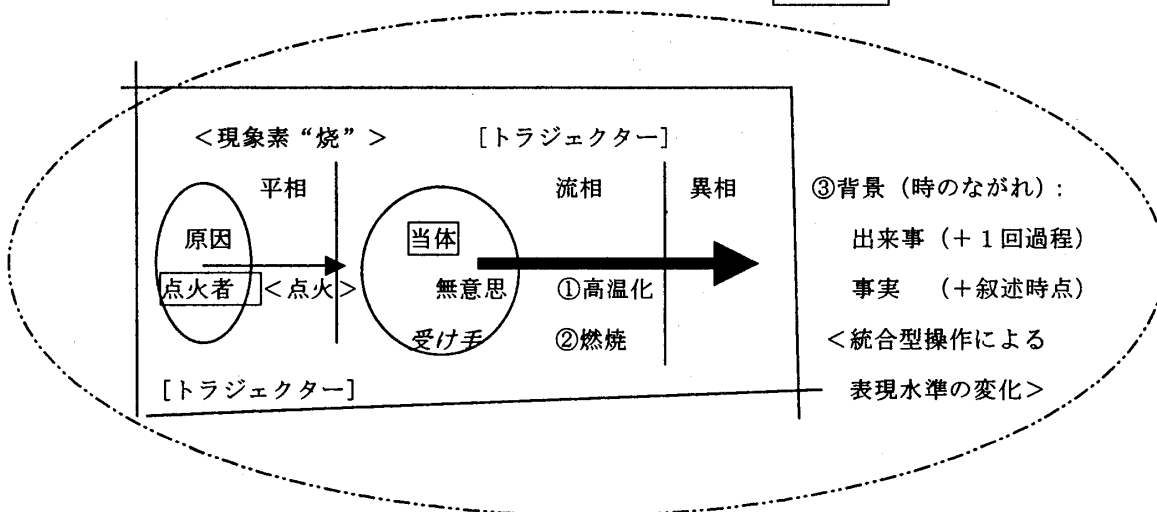 <現象素“烧”>
[トラジェクター]
平相
流相
異相
③背景（時のながれ）:
原因
当体
出来事（+1回過程）
点火者
<点火>
無意思
①高温化
事実　（+叙述時点）
受け手
②燃焼
<統合型操作による
[トラジェクター]
表現水準の変化>